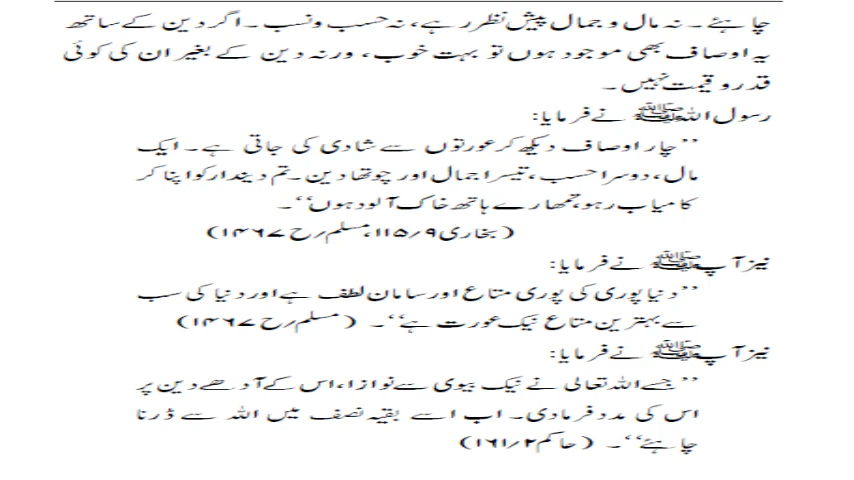 چاہئے۔ نہ مال و جمال پیش نظر رہے، نہ حسب و نسب۔ اگر دین کے ساتھ
یہ اوصاف بھی موجود ہوں تو بہت خوب، ورنہ دین کے بغیر ان کی کوئی
قدر و قیمت نہیں۔
رسول اللہ ﷺ نے فرمایا:
’’چار اوصاف دیکھ کر عورتوں سے شادی کی جاتی ہے۔ ایک
مال، دوسرا حسب، تیسرا جمال اور چوتھا دین۔ تم دیندار کو اپنا کر
کامیاب رہو، تمھارے ہاتھ خاک آلود ہوں‘‘۔
(بخاری ۱۱۵/۹، مسلم رح ۱۴۶۷)
نیز آپ ﷺ نے فرمایا:
’’دنیا پوری کی پوری متاع اور سامان لطف ہے اور دنیا کی سب
سے بہترین متاع نیک عورت ہے‘‘۔ (مسلم رح ۱۴۶۷)
نیز آپ ﷺ نے فرمایا:
’’جسے اللہ تعالی نے نیک بیوی سے نوازا، اس کے آدھے دین پر
اس کی مدد فرمادی۔ اب اسے بقیہ نصف میں اللہ سے ڈرنا
چاہئے‘‘۔ (حاکم ۱۶۱/۲)